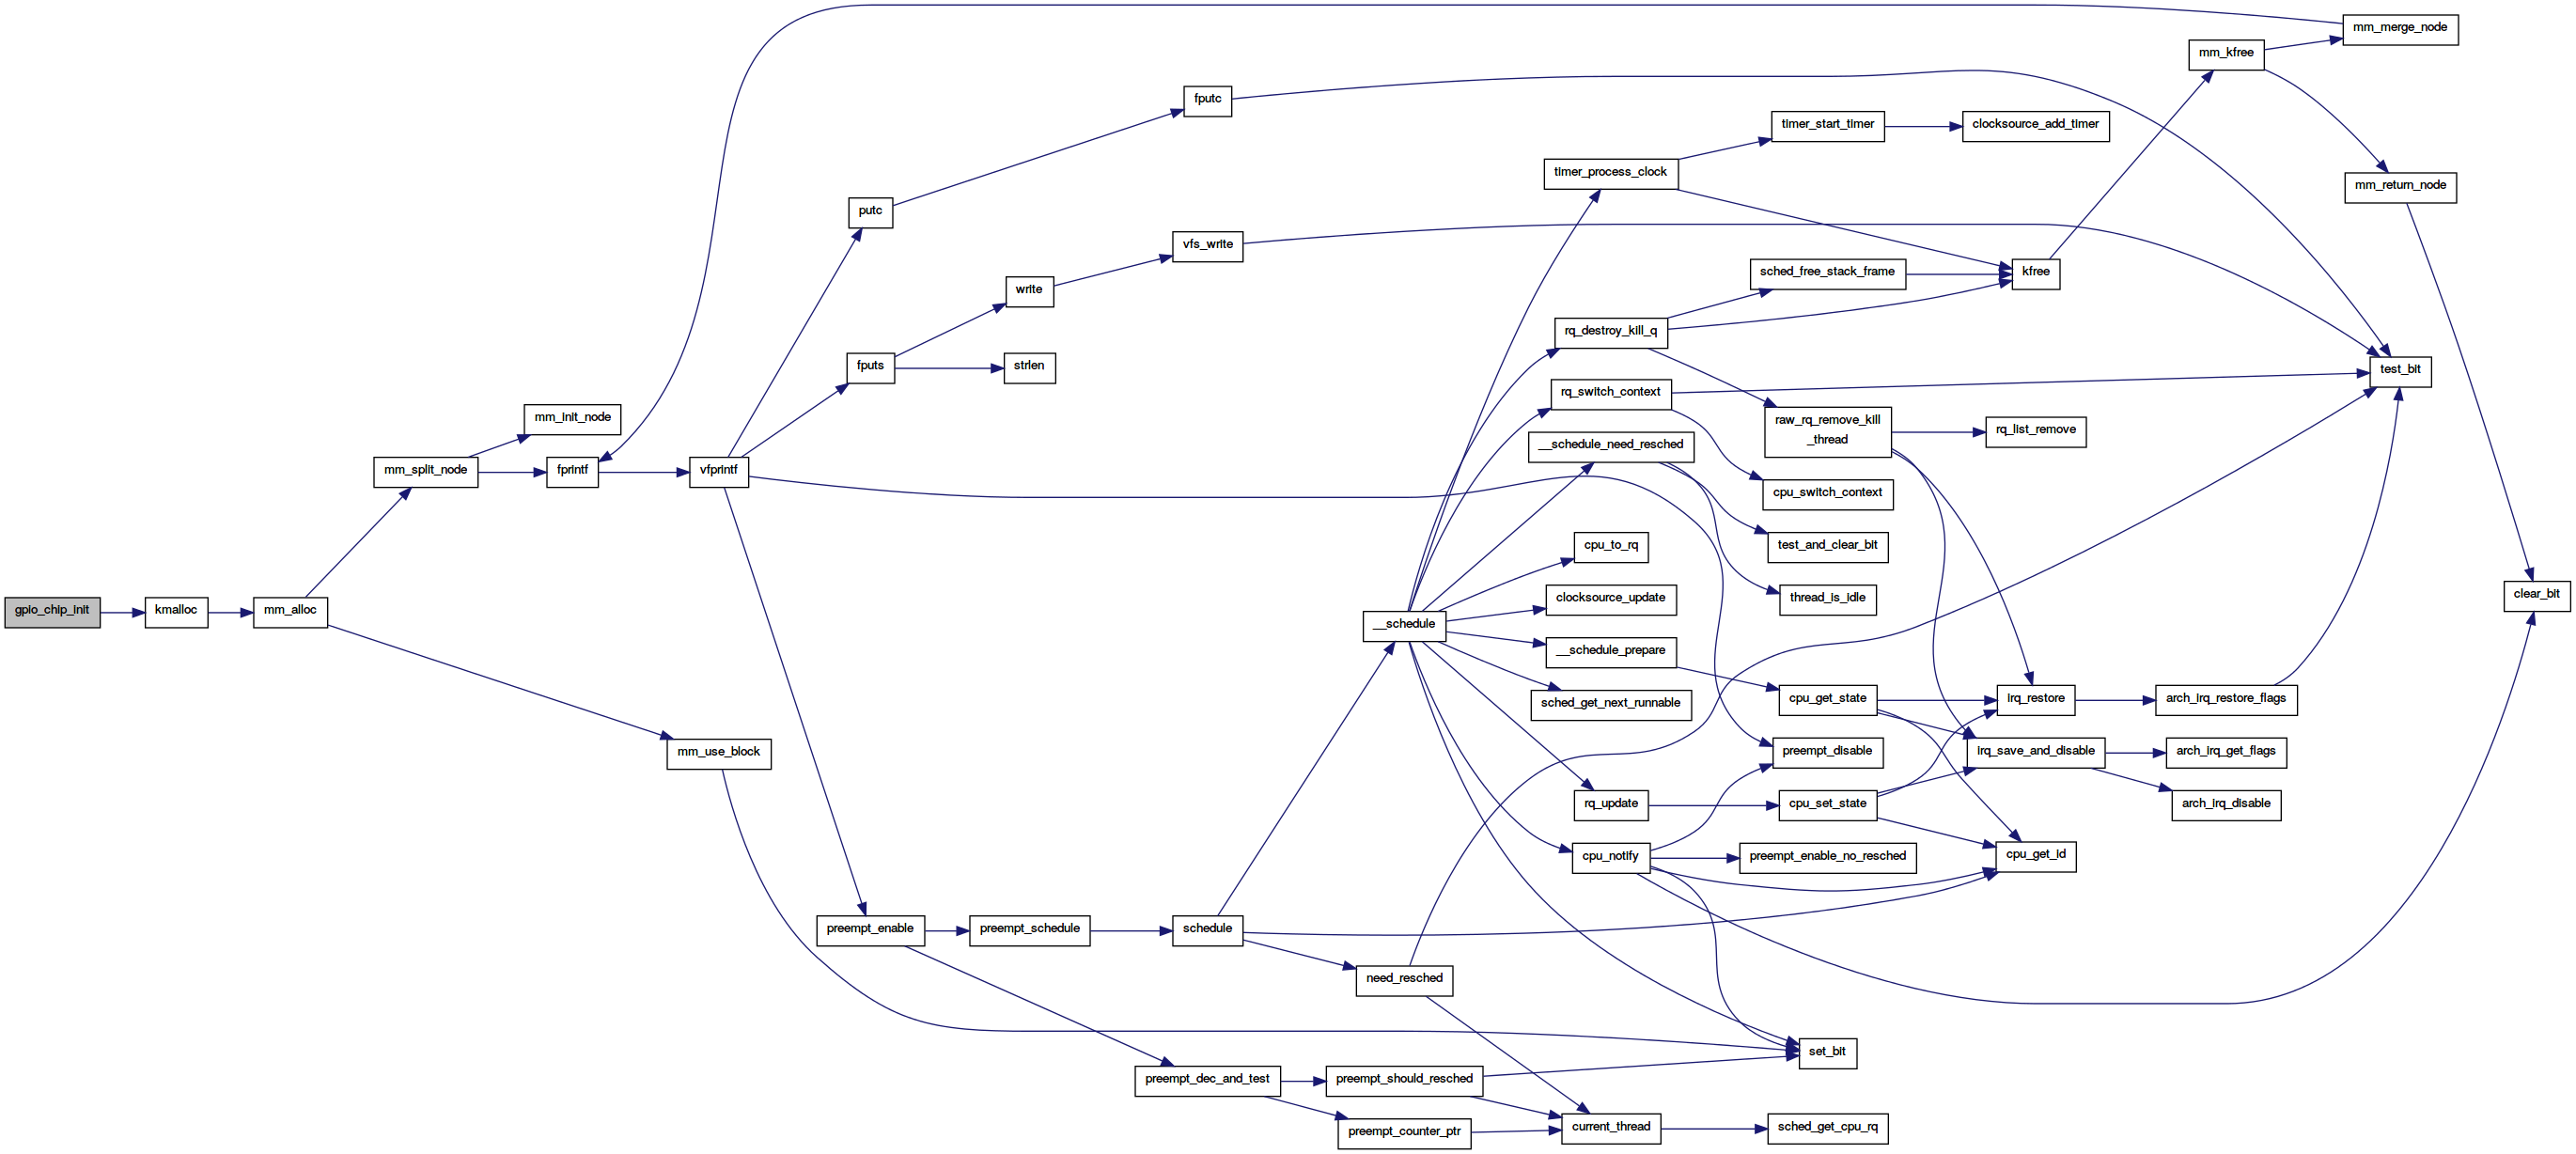 mm_merge_node
mm_kfree
fputc
timer_start_timer
clocksource_add_timer
timer_process_clock
mm_return_node
putc
vfs_write
sched_free_stack_frame
kfree
write
rq_destroy_kill_q
fputs
strlen
test_bit
rq_switch_context
mm_init_node
raw_rq_remove_kill
_thread
rq_list_remove
__schedule_need_resched
mm_split_node
fprintf
vfprintf
cpu_switch_context
cpu_to_rq
test_and_clear_bit
clocksource_update
thread_is_idle
clear_bit
gpio_chip_init
kmalloc
mm_alloc
__schedule
__schedule_prepare
sched_get_next_runnable
cpu_get_state
irq_restore
arch_irq_restore_flags
mm_use_block
preempt_disable
irq_save_and_disable
arch_irq_get_flags
rq_update
cpu_set_state
arch_irq_disable
cpu_notify
preempt_enable_no_resched
cpu_get_id
preempt_enable
preempt_schedule
schedule
need_resched
set_bit
preempt_dec_and_test
preempt_should_resched
preempt_counter_ptr
current_thread
sched_get_cpu_rq